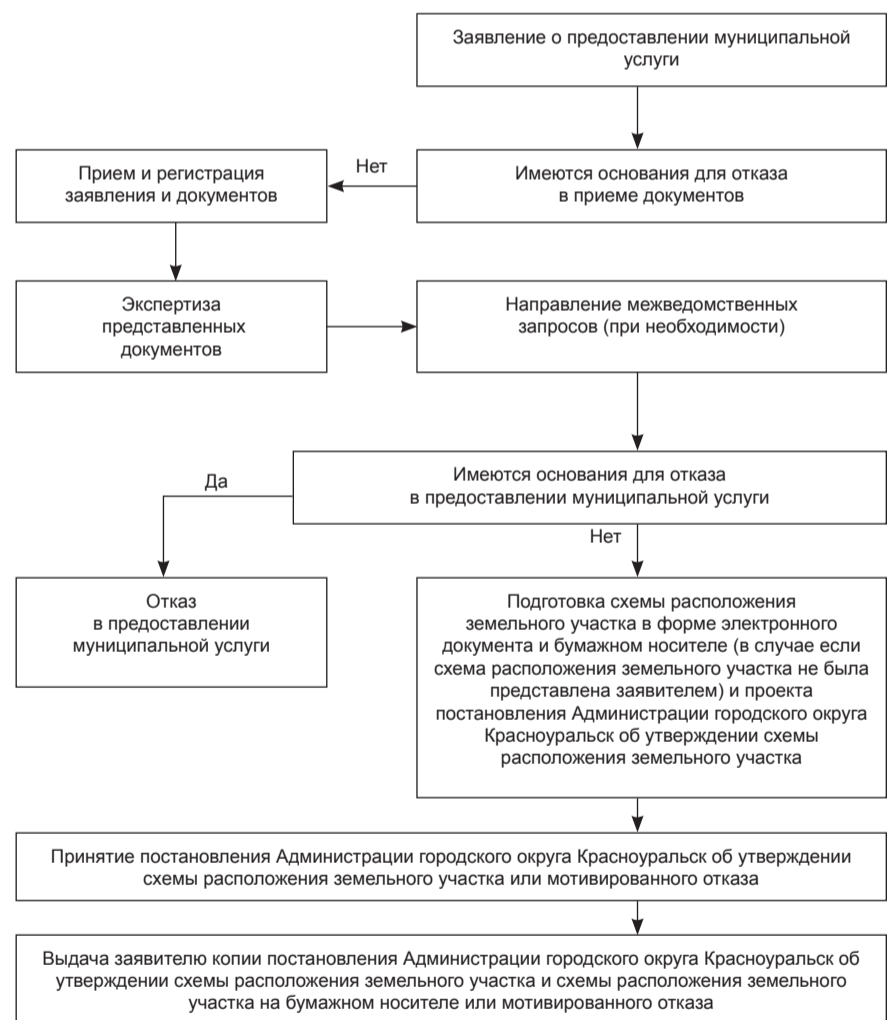 Заявление о предоставлении муниципальной
услуги
Прием и регистрация
заявления и документов
Нет
Имеются основания для отказа
в приеме документов
Экспертиза
представленных
документов
Направление межведомственных
запросов (при необходимости)
Да
Имеются основания для отказа
в предоставлении муниципальной услуги
Нет
Отказ
в предоставлении
муниципальной услуги
Подготовка схемы расположения
земельного участка в форме электронного
документа и бумажном носителе (в случае если
схема расположения земельного участка не была
представлена заявителем) и проекта
постановления Администрации городского округа
Красноуральск об утверждении схемы
расположения земельного участка
Принятие постановления Администрации городского округа Красноуральск об утверждении
схемы расположения земельного участка или мотивированного отказа
Выдача заявителю копии постановления Администрации городского округа Красноуральск об
утверждении схемы расположения земельного участка и схемы расположения земельного
участка на бумажном носителе или мотивированного отказа